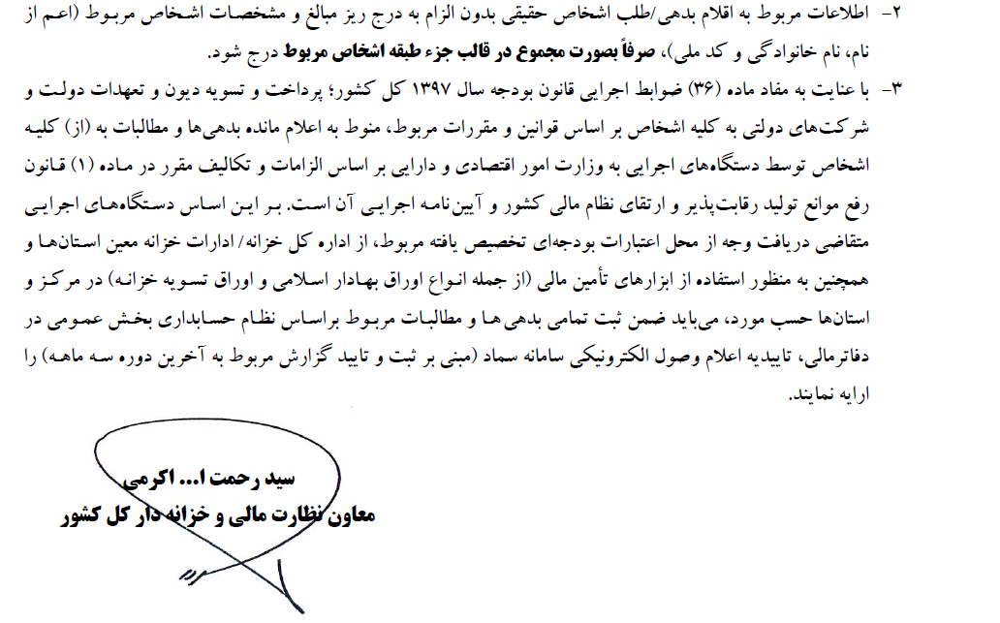 ۲- اطلاعات مربوط به اقلام بدهی/طلب اشخاص حقیقی بدون الزام به درج ریز مبالغ و مشخصات اشخاص مربوط (اعم از
نام، نام خانوادگی و کد ملی)، صرفاً بصورت مجموع در قالب جزء طبقه اشخاص مربوط درج شود.
۳- با عنایت به مفاد ماده (۳۶) ضوابط اجرایی قانون بودجه سال ۱۳۹۷ کل کشور؛ پرداخت و تسویه دیون و تعهدات دولت و
شرکت‌های دولتی به کلیه اشخاص بر اساس قوانین و مقررات مربوط، منوط به اعلام مانده بدهی‌ها و مطالبات به (از) کلیه
اشخاص توسط دستگاه‌های اجرایی به وزارت امور اقتصادی و دارایی بر اساس الزامات و تکالیف مقرر در ماده (۱) قانون
رفع موانع تولید رقابت‌پذیر و ارتقای نظام مالی کشور و آیین‌نامه اجرایی آن است. بر این اساس دستگاه‌های اجرایی
متقاضی دریافت وجه از محل اعتبارات بودجه‌ای تخصیص یافته مربوط، از اداره کل خزانه/ ادارات خزانه معین استان‌ها و
همچنین به منظور استفاده از ابزارهای تأمین مالی (از جمله انواع اوراق بهادار اسلامی و اوراق تسویه خزانه) در مرکز و
استان‌ها حسب مورد، می‌باید ضمن ثبت تمامی بدهی ها و مطالبات مربوط براساس نظام حسابداری بخش عمومی در
دفاترمالی، تاییدیه اعلام وصول الکترونیکی سامانه سماد (مبنی بر ثبت و تایید گزارش مربوط به آخرین دوره سه ماهه) را
ارایه نمایند.
سید رحمت ا... اکرمی
معاون نظارت مالی و خزانه دار کل کشور